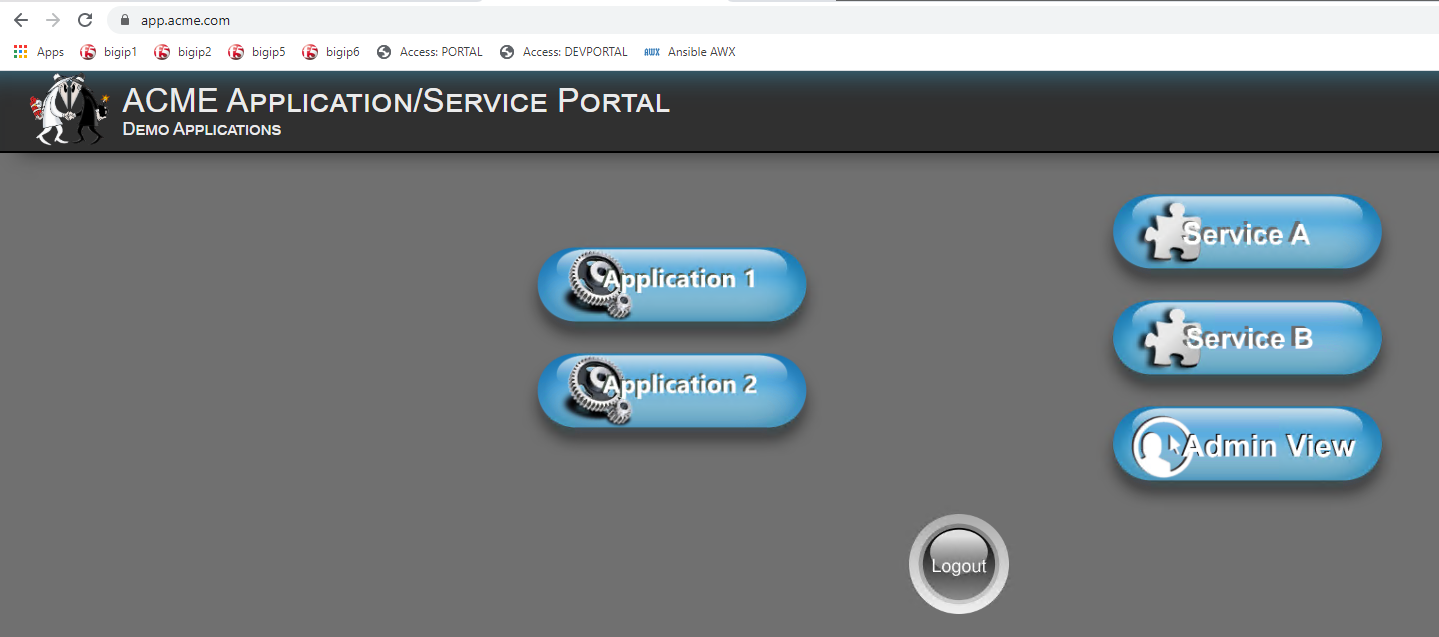 app.acme.com
Apps bigip1 bigip2 bigip5 bigip6 Access: PORTAL Access: DEVPORTAL AWX Ansible AWX
ACME Application/Service Portal
Demo Applications
Service A
Application 1
Service B
Application 2
Admin View
Logout